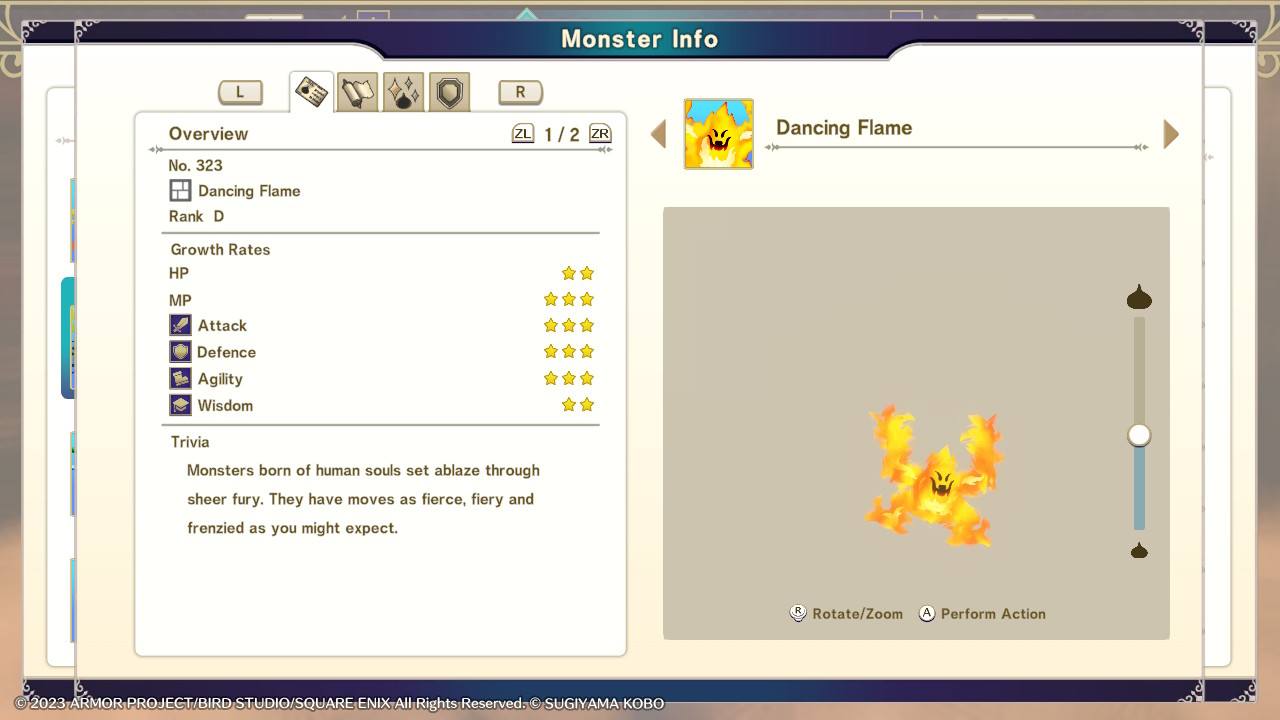 Monster Info
L
R
Overview
ZL 1 / 2 ZR
No. 323
Dancing Flame
Rank D
Growth Rates
HP
MP
Attack
Defence
Agility
Wisdom
Trivia
Monsters born of human souls set ablaze through
sheer fury. They have moves as fierce, fiery and
frenzied as you might expect.
Dancing Flame
R Rotate/Zoom A Perform Action
© 2023 ARMOR PROJECT/BIRD STUDIO/SQUARE ENIX All Rights Reserved. © SUGIYAMA KOBO